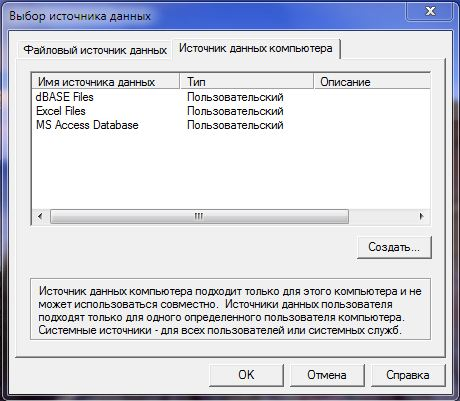 Выбор источника данных
Файловый источник данных Источник данных компьютера
Имя источника данных Тип Описание
dBASE Files Пользовательский
Excel Files Пользовательский
MS Access Database Пользовательский
Создать...
Источник данных компьютера подходит только для этого компьютера и не
может использоваться совместно. Источники данных пользователя
подходят только для одного определенного пользователя компьютера.
Системные источники - для всех пользователей или системных служб.
OK Отмена Справка